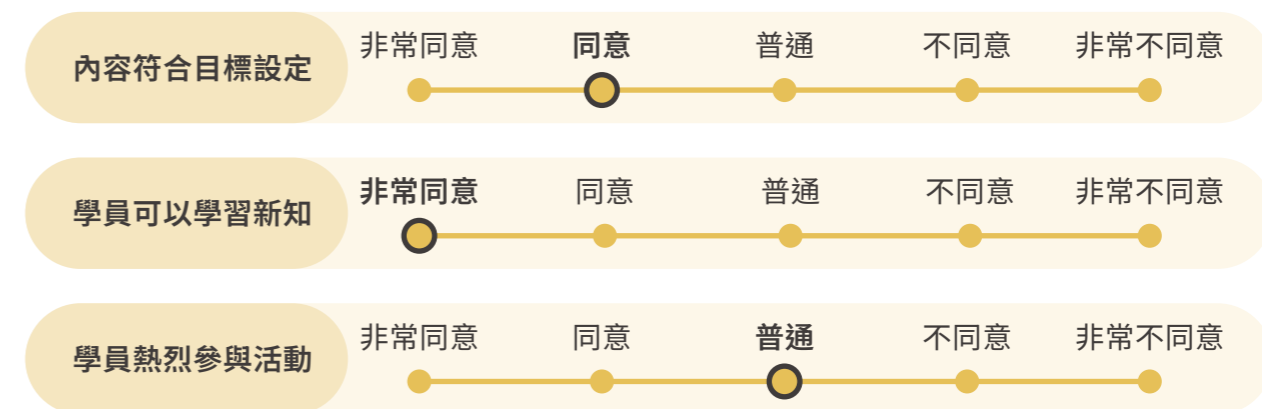 內容符合目標設定 非常同意 同意 普通 不同意 非常不同意
學員可以學習新知 非常同意 同意 普通 不同意 非常不同意
學員熱烈參與活動 非常同意 同意 普通 不同意 非常不同意